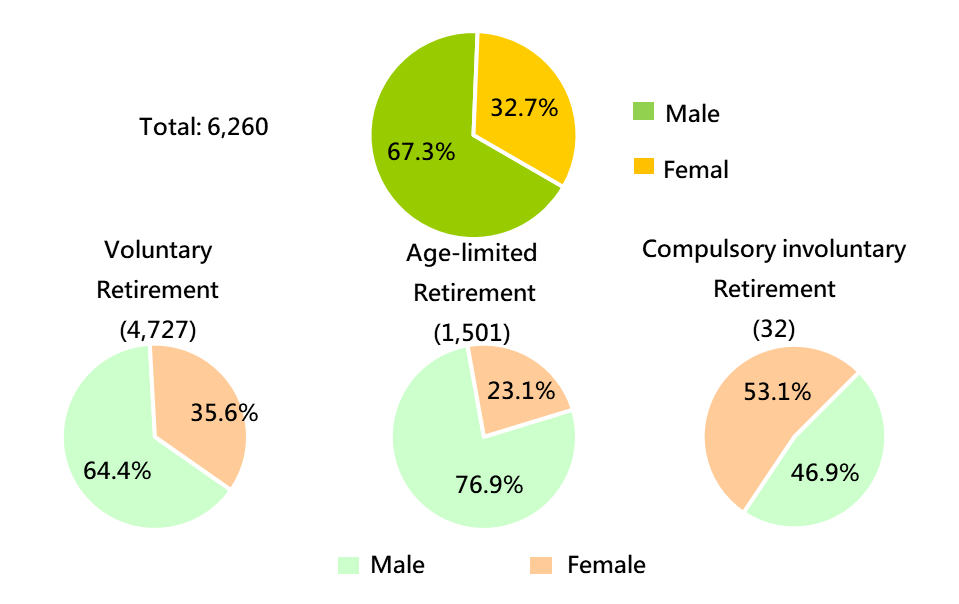 Total: 6,260
32.7%
67.3%
Male
Femal
Voluntary
Retirement
(4,727)
35.6%
64.4%
Age-limited
Retirement
(1,501)
23.1%
76.9%
Compulsory involuntary
Retirement
(32)
53.1%
46.9%
Male
Female